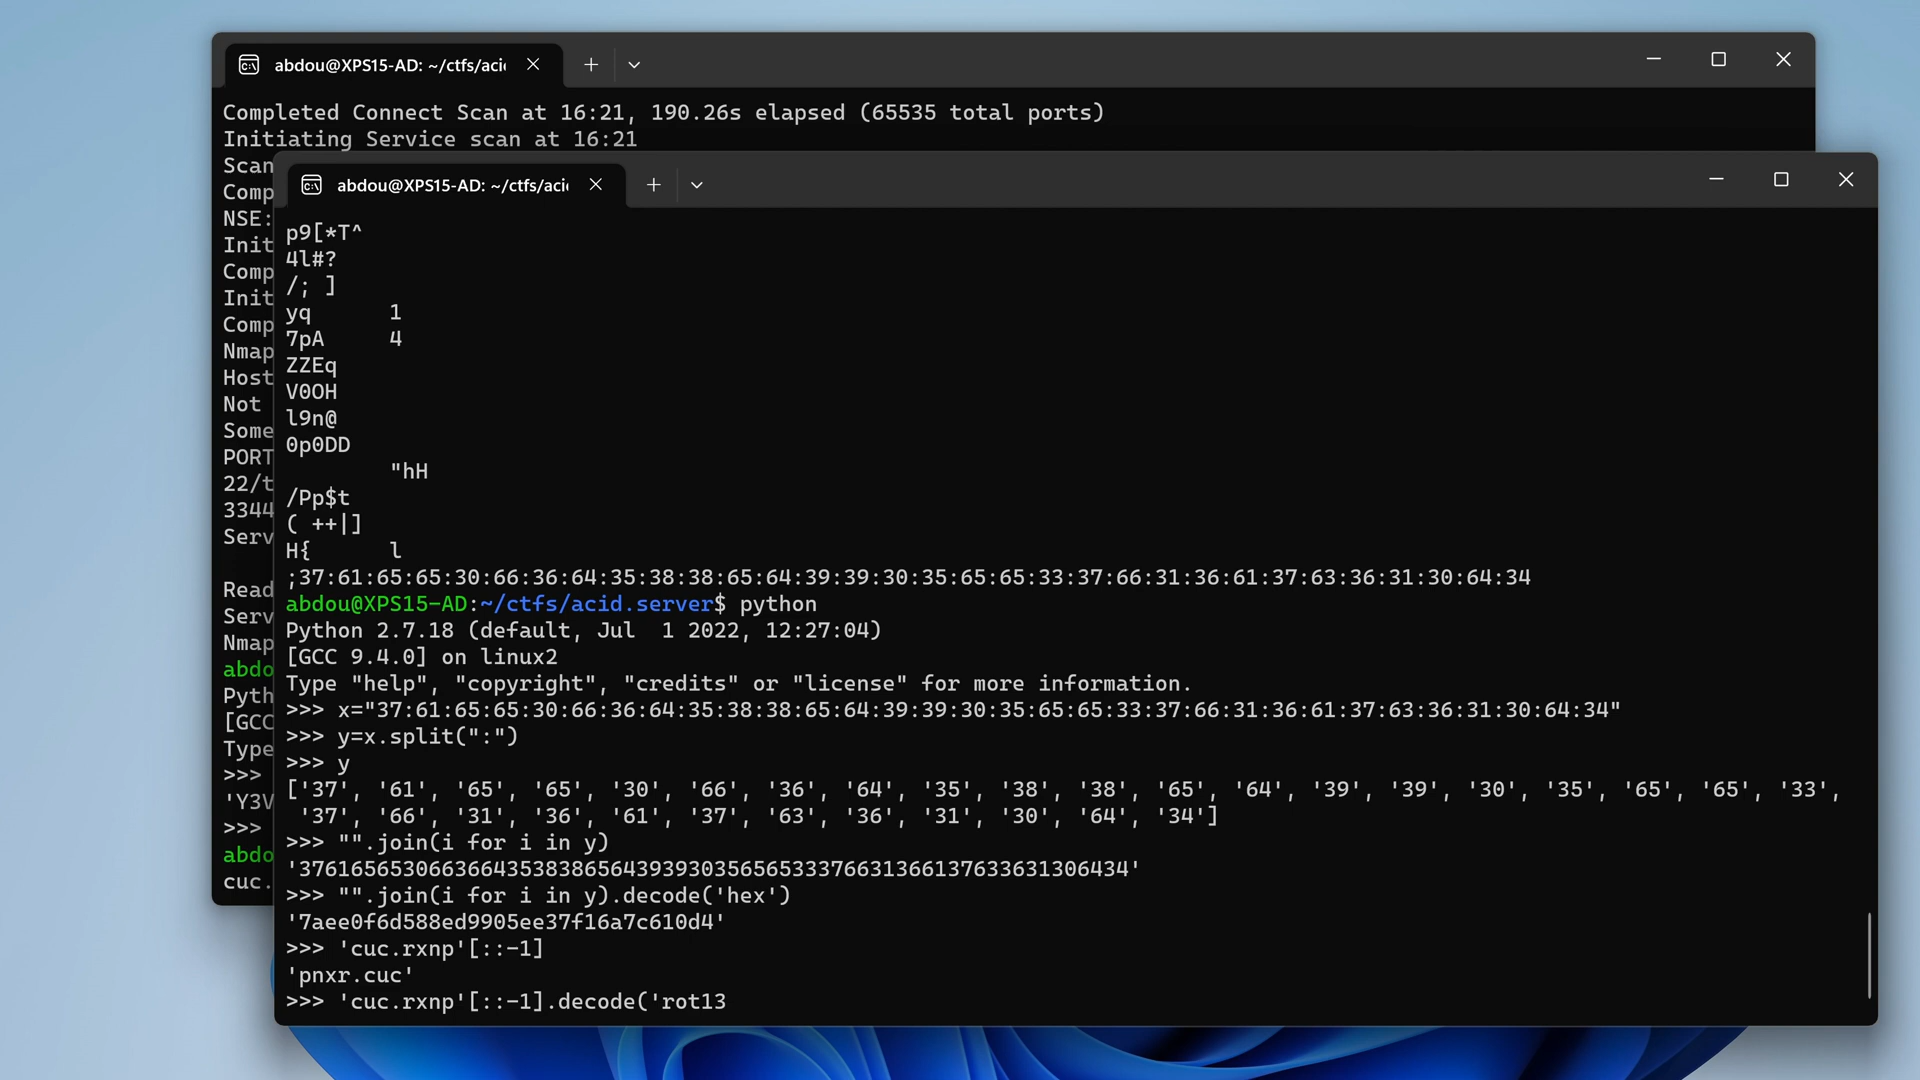 abdou@XPS15-AD: ~/ctfs/aci
Completed Connect Scan at 16:21, 190.26s elapsed (65535 total ports)
Initiating Service scan at 16:21
Scan
Comp
NSE:
Init
Comp
Init
Comp
Nmap
Host
Not
Some
PORT
22/t
3344
Serv
Read
Serv
Nmap
abdo
Pyth
[GCC
Type
>>>
'Y3V
>>>
abdo
cuc.
abdou@XPS15-AD: ~/ctfs/aci
p9[*T^
4l#?
/; ]
yq      1
7pA     4
ZZEq
V0OH
l9n@
0p0DD
        "hH
/Pp$t
( ++|]
H{      l
;37:61:65:65:30:66:36:64:35:38:38:65:64:39:39:30:35:65:65:33:37:66:31:36:61:37:63:36:31:30:64:34
abdou@XPS15-AD:~/ctfs/acid.server$ python
Python 2.7.18 (default, Jul  1 2022, 12:27:04)
[GCC 9.4.0] on linux2
Type "help", "copyright", "credits" or "license" for more information.
>>> x="37:61:65:65:30:66:36:64:35:38:38:65:64:39:39:30:35:65:65:33:37:66:31:36:61:37:63:36:31:30:64:34"
>>> y=x.split(":")
>>> y
['37', '61', '65', '65', '30', '66', '36', '64', '35', '38', '38', '65', '64', '39', '39', '30', '35', '65', '65', '33',
 '37', '66', '31', '36', '61', '37', '63', '36', '31', '30', '64', '34']
>>> "".join(i for i in y)
'3761656530663664353838656439393035656533376631366137633631306434'
>>> "".join(i for i in y).decode('hex')
'7aee0f6d588ed9905ee37f16a7c610d4'
>>> 'cuc.rxnp'[::-1]
'pnxr.cuc'
>>> 'cuc.rxnp'[::-1].decode('rot13